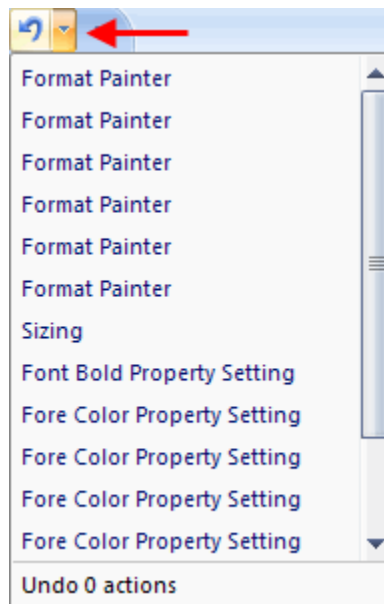 Format Painter
Format Painter
Format Painter
Format Painter
Format Painter
Format Painter
Sizing
Font Bold Property Setting
Fore Color Property Setting
Fore Color Property Setting
Fore Color Property Setting
Fore Color Property Setting
Undo 0 actions